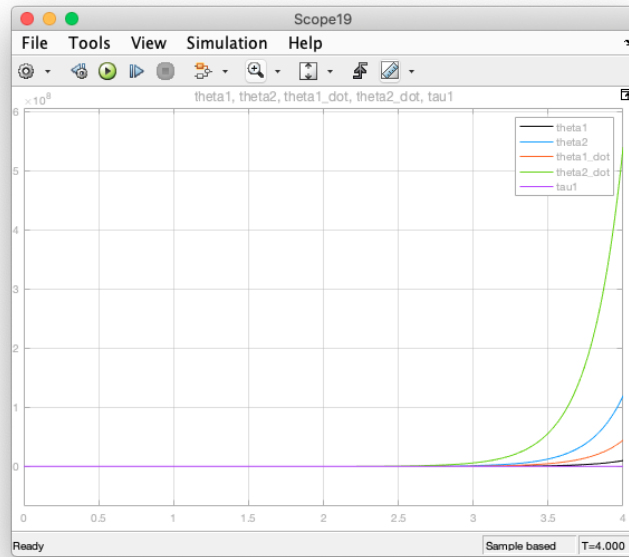 Scope19
File Tools View Simulation Help
×10⁸
theta1, theta2, theta1_dot, theta2_dot, tau1
6
5
4
3
2
1
0
theta1
theta2
theta1_dot
theta2_dot
tau1
0 0.5 1 1.5 2 2.5 3 3.5 4
Ready Sample based T=4.000